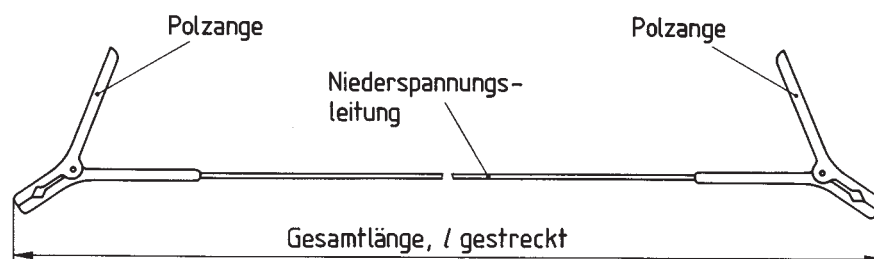 Polzange
Polzange
Niederspannungs-
leitung
Gesamtlänge, l gestreckt